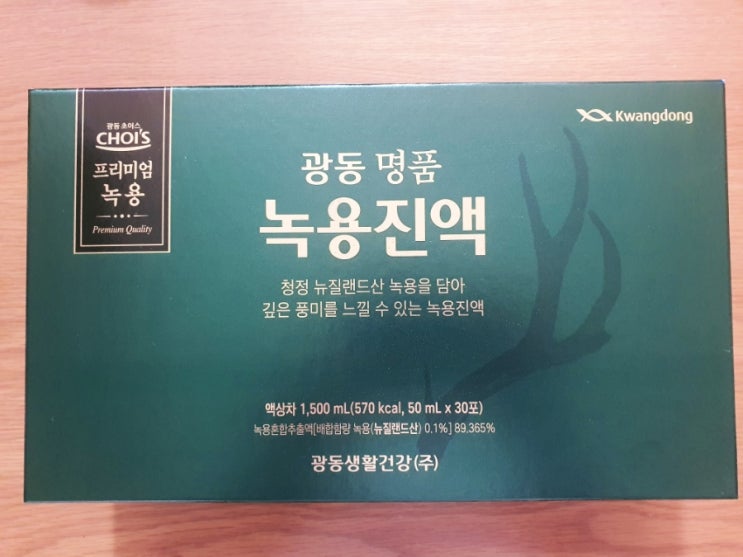 광동 초이스
CHOI'S
프리미엄
녹용
Premium Quality
Kwangdong
광동 명품
녹용진액
청정 뉴질랜드산 녹용을 담아
깊은 풍미를 느낄 수 있는 녹용진액
액상차 1,500 mL(570 kcal, 50 mL x 30포)
녹용혼합추출액[배합함량 녹용(뉴질랜드산) 0.1%] 89.365%
광동생활건강(주)